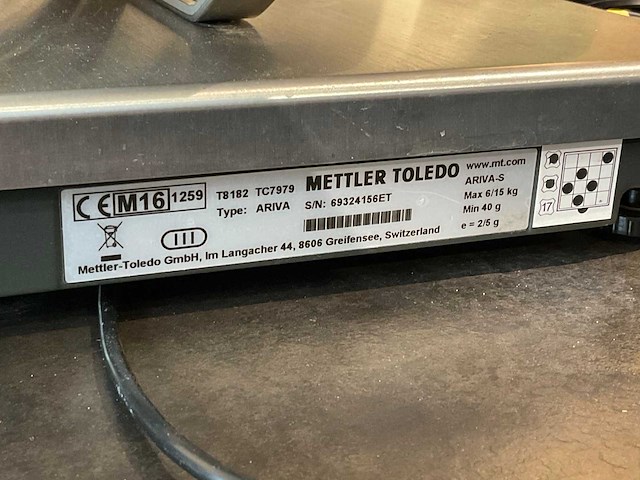 CE M16 1259
T8182 TC7979
Type: ARIVA
METTLER TOLEDO
S/N: 69324156ET
www.mt.com
ARIVA-S
Max 6/15 kg
Min 40 g
e = 2/5 g
III
Mettler-Toledo GmbH, Im Langacher 44, 8606 Greifensee, Switzerland
17